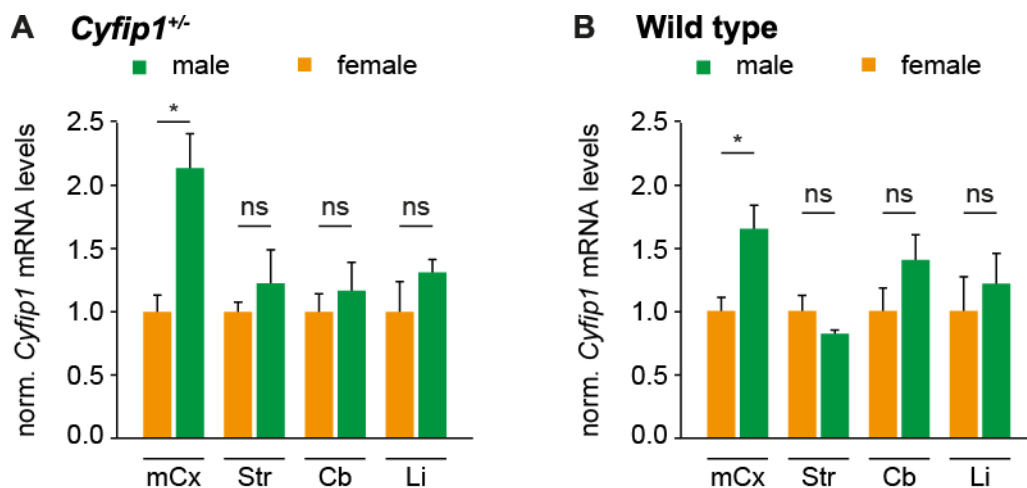 A Cyfip1+/-
male female
norm. Cyfip1 mRNA levels
2.5
2.0
1.5
1.0
0.5
0.0
*
ns
ns
ns
mCx Str Cb Li
B Wild type
male female
norm. Cyfip1 mRNA levels
2.5
2.0
1.5
1.0
0.5
0.0
*
ns
ns
ns
mCx Str Cb Li